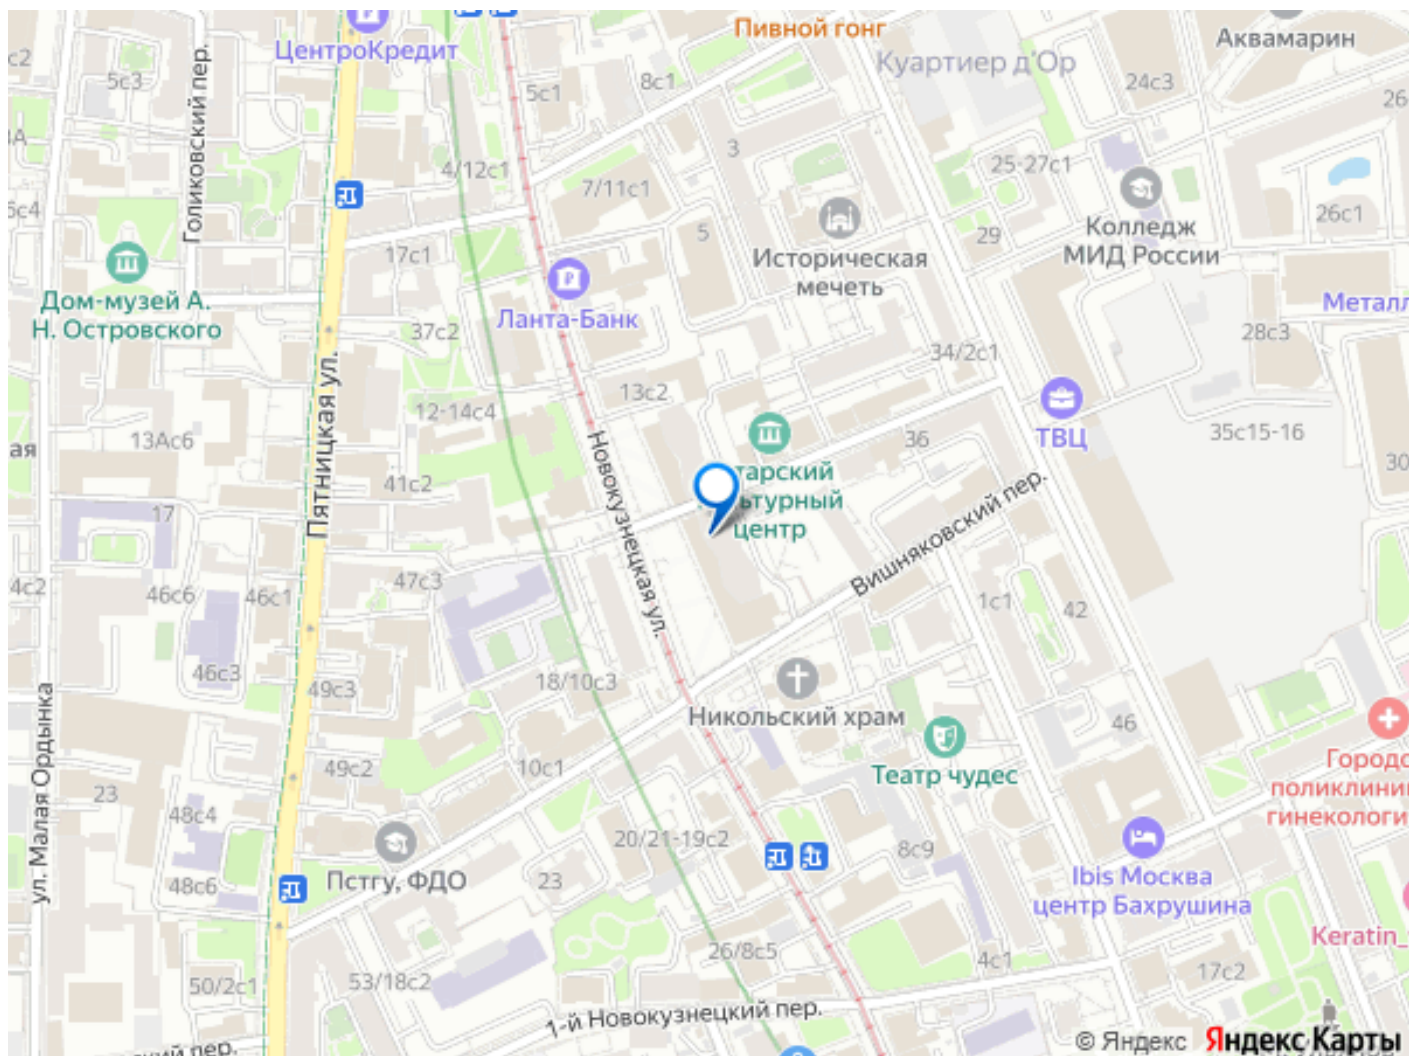 Пивной гонг
ЦентроКредит
Аквамарин
Куартиер д'Ор
5с3
5с1
8с1
24с3
Голиковский пер.
3
4/12с1
7/11с1
25-27с1
26с1
Колледж
МИД России
17с1
5
29
Историческая
мечеть
Дом-музей А.
Н. Островского
Ланта-Банк
37с2
28с3
34/2с1
Пятницкая ул.
13с2
12-14с4
13Ас6
36
ТВЦ
35с15-16
Новокузнецкая ул.
центр
41с2
17
Вишняковский пер.
47с3
46с6
46с1
1с1
42
46с3
49с3
18/10с3
Никольский храм
46
Театр чудес
ул. Малая Ордынка
49с2
10с1
23
48с4
20/21-19с2
8с9
Пстгу, ФДО
23
48с6
Ibis Москва
центр Бахрушина
26/8с5
4с1
17с2
50/2с1
53/18с2
1-й Новокузнецкий пер.
© Яндекс Яндекс Карты